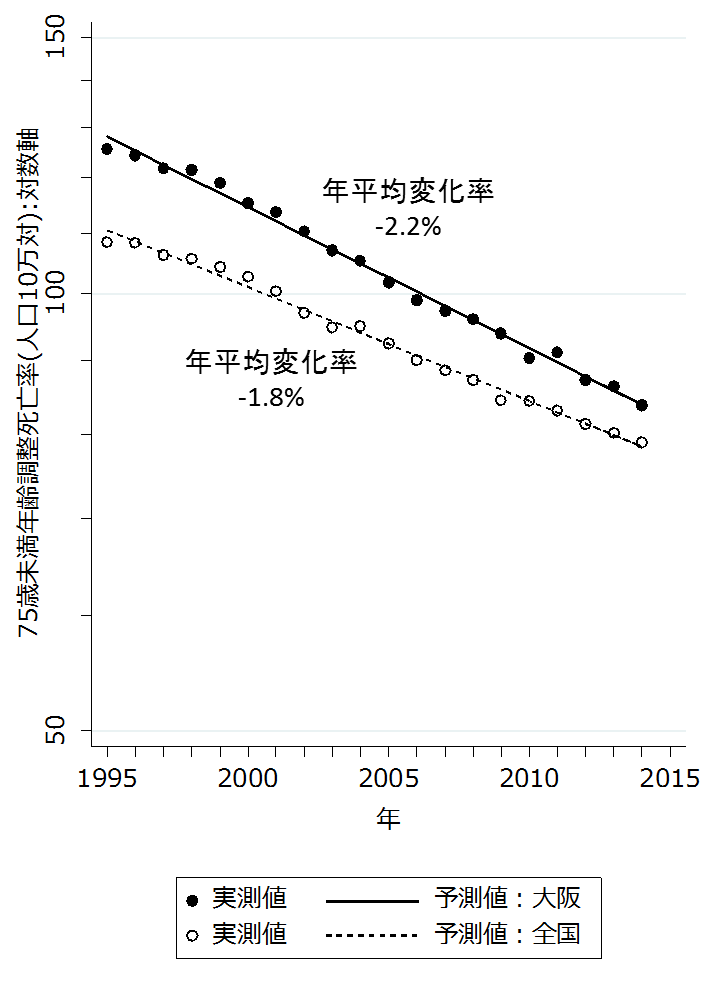 150
100
50
75歳未満年齢調整死亡率(人口10万対):対数軸
年平均変化率
-2.2%
年平均変化率
-1.8%
1995 2000 2005 2010 2015
年
実測値 予測値：大阪
実測値 予測値：全国